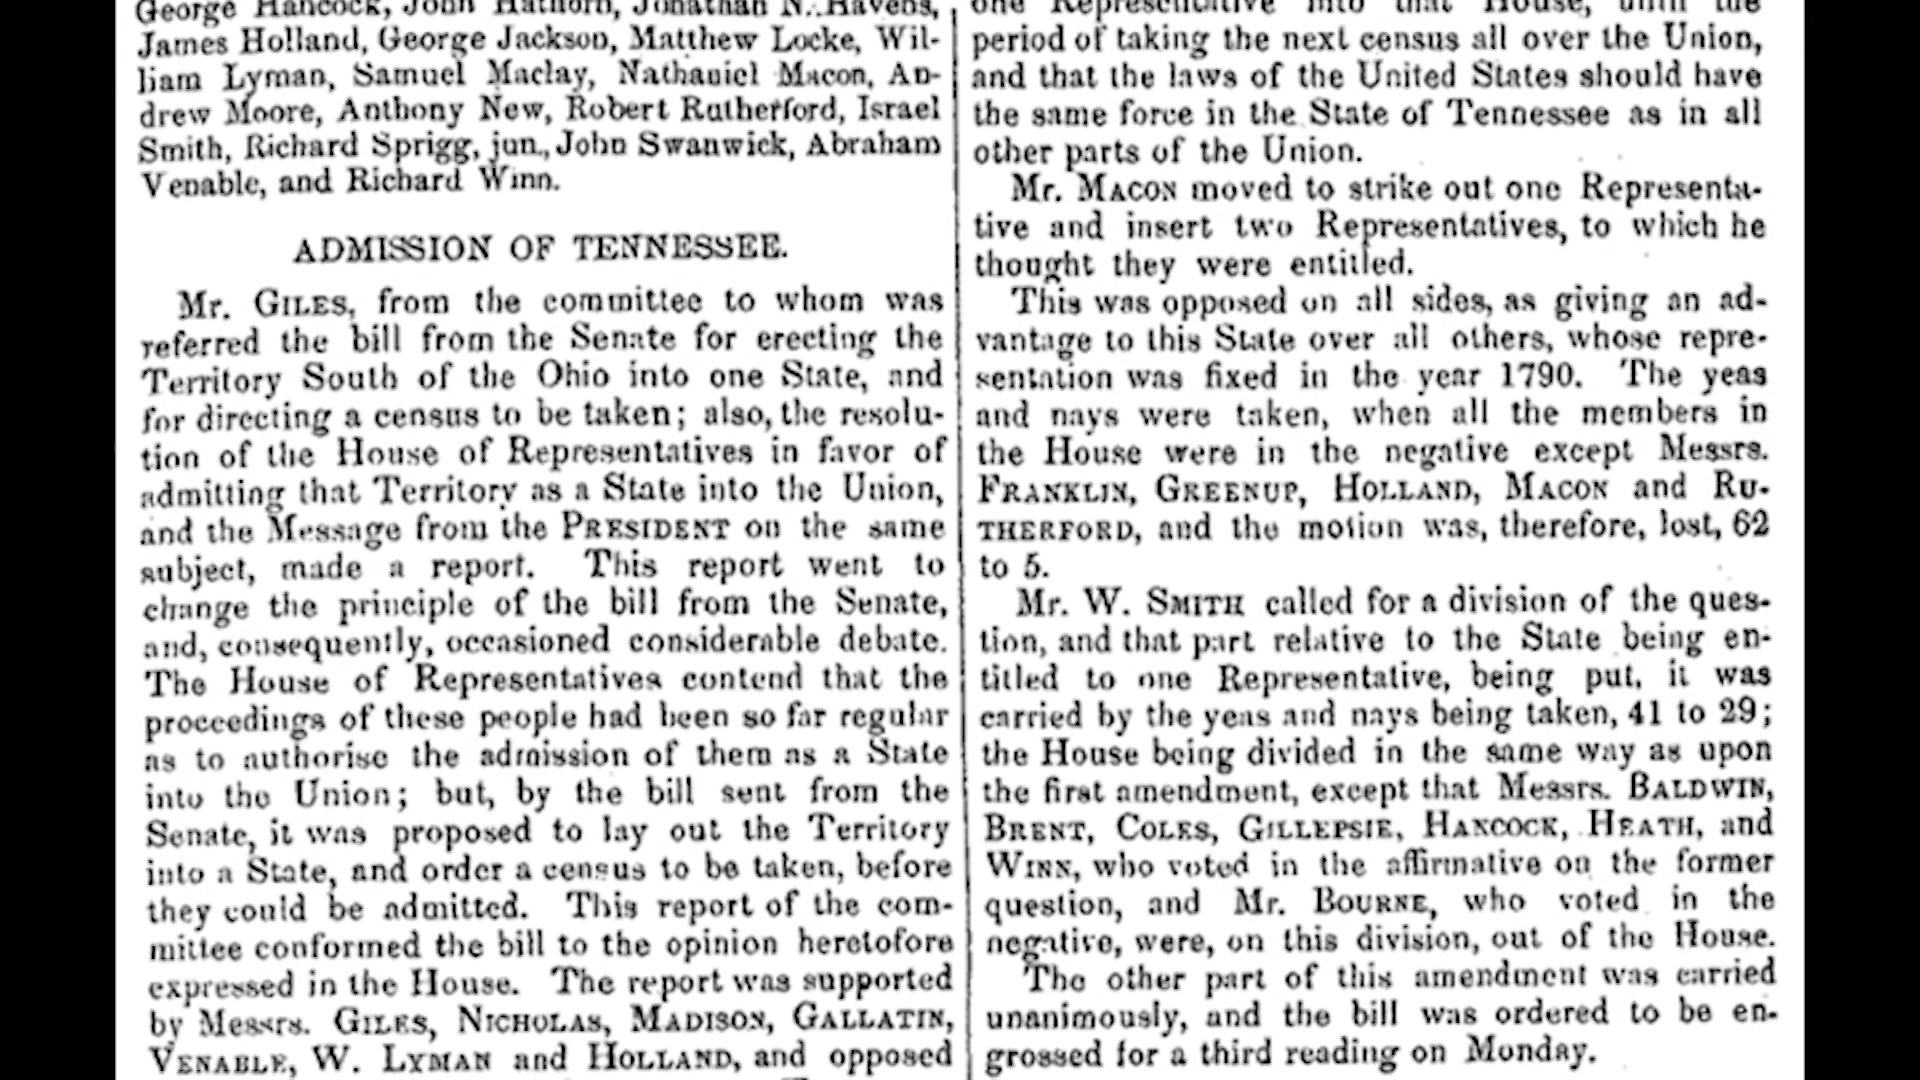 George Hancock, John Hathorn, Jonathan N. Havens,
James Holland, George Jackson, Matthew Locke, Wil-
liam Lyman, Samuel Maclay, Nathaniel Macon, An-
drew Moore, Anthony New, Robert Rutherford, Israel
Smith, Richard Sprigg, jun., John Swanwick, Abraham
Venable, and Richard Winn.
ADMISSION OF TENNESSEE.
Mr. GILES, from the committee to whom was
referred the bill from the Senate for erecting the
Territory South of the Ohio into one State, and
for directing a census to be taken; also, the resolu-
tion of the House of Representatives in favor of
admitting that Territory as a State into the Union,
and the Message from the PRESIDENT on the same
subject, made a report. This report went to
change the principle of the bill from the Senate,
and, consequently, occasioned considerable debate.
The House of Representatives contend that the
proceedings of these people had been so far regular
as to authorise the admission of them as a State
into the Union; but, by the bill sent from the
Senate, it was proposed to lay out the Territory
into a State, and order a census to be taken, before
they could be admitted. This report of the com-
mittee conformed the bill to the opinion heretofore
expressed in the House. The report was supported
by Messrs. GILES, NICHOLAS, MADISON, GALLATIN,
VENABLE, W. LYMAN and HOLLAND, and opposed
one Representative into that House, until the
period of taking the next census all over the Union,
and that the laws of the United States should have
the same force in the State of Tennessee as in all
other parts of the Union.
Mr. MACON moved to strike out one Representa-
tive and insert two Representatives, to which he
thought they were entitled.
This was opposed on all sides, as giving an ad-
vantage to this State over all others, whose repre-
sentation was fixed in the year 1790. The yeas
and nays were taken, when all the members in
the House were in the negative except Messrs.
FRANKLIN, GREENUP, HOLLAND, MACON and RU-
THERFORD, and the motion was, therefore, lost, 62
to 5.
Mr. W. SMITH called for a division of the ques-
tion, and that part relative to the State being en-
titled to one Representative, being put, it was
carried by the yeas and nays being taken, 41 to 29;
the House being divided in the same way as upon
the first amendment, except that Messrs. BALDWIN,
BRENT, COLES, GILLEPSIE, HANCOCK, HEATH, and
WINN, who voted in the affirmative on the former
question, and Mr. BOURNE, who voted in the
negative, were, on this division, out of the House.
The other part of this amendment was carried
unanimously, and the bill was ordered to be en-
grossed for a third reading on Monday.